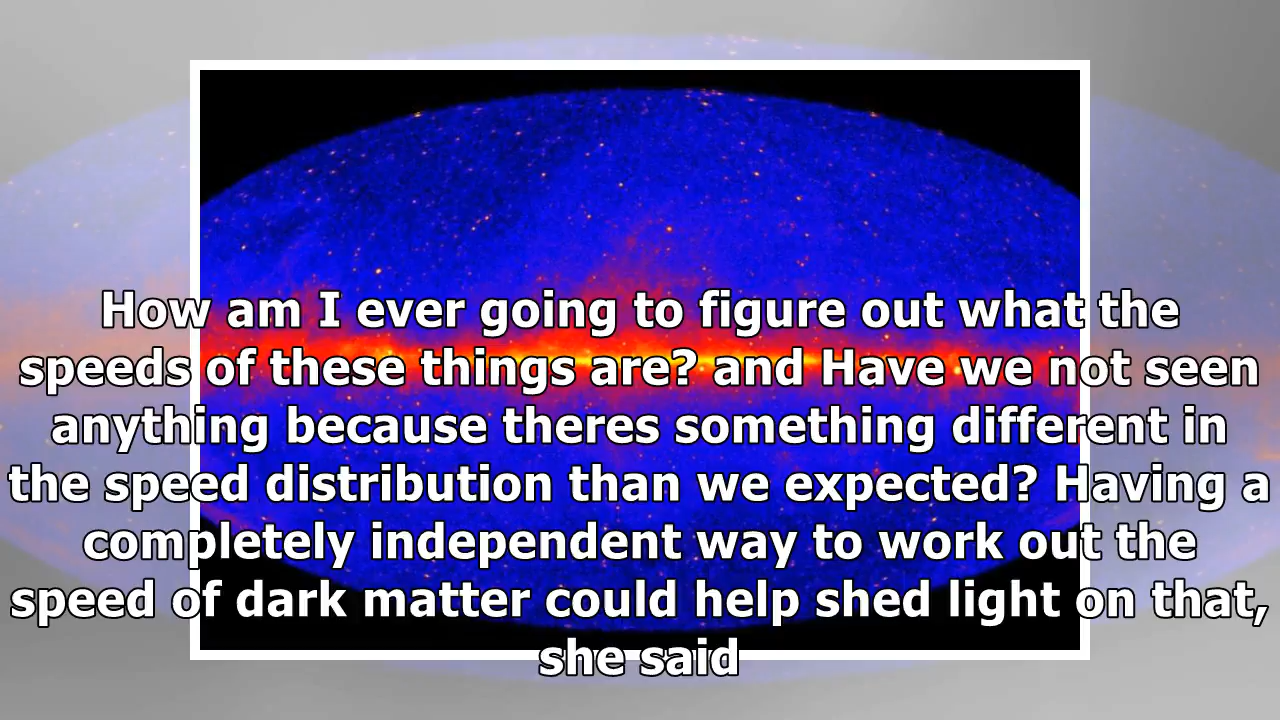 How am I ever going to figure out what the
speeds of these things are? and Have we not seen
anything because theres something different in
the speed distribution than we expected? Having a
completely independent way to work out the
speed of dark matter could help shed light on that,
she said